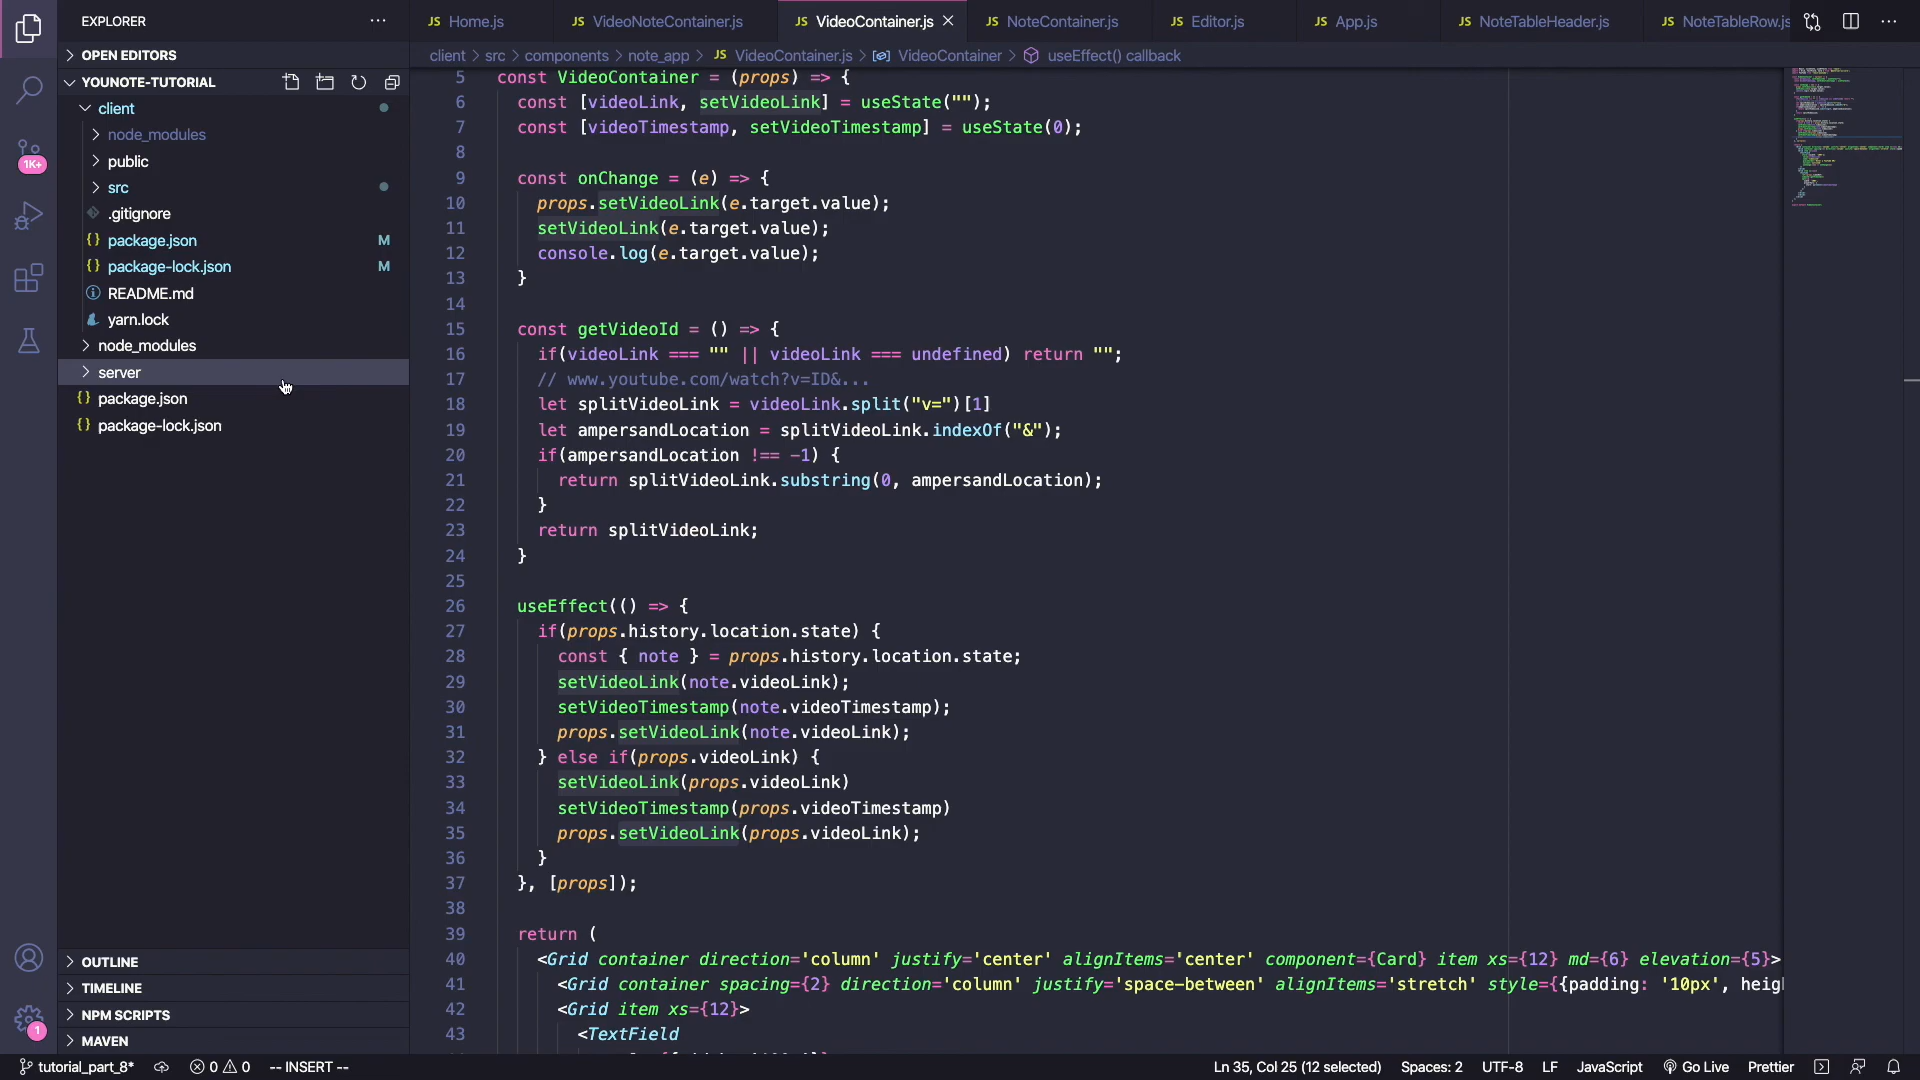 EXPLORER
OPEN EDITORS
YOUNOTE-TUTORIAL
client
node_modules
public
src
.gitignore
package.json M
package-lock.json M
README.md
yarn.lock
node_modules
server
package.json
package-lock.json
OUTLINE
TIMELINE
NPM SCRIPTS
MAVEN
1K+
1
JS Home.js
JS VideoNoteContainer.js
JS VideoContainer.js
JS NoteContainer.js
JS Editor.js
JS App.js
JS NoteTableHeader.js
JS NoteTableRow.js
client > src > components > note_app > JS VideoContainer.js > VideoContainer > useEffect() callback
5 const VideoContainer = (props) => {
6 const [videoLink, setVideoLink] = useState("");
7 const [videoTimestamp, setVideoTimestamp] = useState(0);
8
9 const onChange = (e) => {
10 props.setVideoLink(e.target.value);
11 setVideoLink(e.target.value);
12 console.log(e.target.value);
13 }
14
15 const getVideoId = () => {
16 if(videoLink === "" || videoLink === undefined) return "";
17 // www.youtube.com/watch?v=ID&...
18 let splitVideoLink = videoLink.split("v=")[1]
19 let ampersandLocation = splitVideoLink.indexOf("&");
20 if(ampersandLocation !== -1) {
21 return splitVideoLink.substring(0, ampersandLocation);
22 }
23 return splitVideoLink;
24 }
25
26 useEffect(() => {
27 if(props.history.location.state) {
28 const { note } = props.history.location.state;
29 setVideoLink(note.videoLink);
30 setVideoTimestamp(note.videoTimestamp);
31 props.setVideoLink(note.videoLink);
32 } else if(props.videoLink) {
33 setVideoLink(props.videoLink)
34 setVideoTimestamp(props.videoTimestamp)
35 props.setVideoLink(props.videoLink);
36 }
37 }, [props]);
38
39 return (
40 <Grid container direction='column' justify='center' alignItems='center' component={Card} item xs={12} md={6} elevation={5}>
41 <Grid container spacing={2} direction='column' justify='space-between' alignItems='stretch' style={{padding: '10px', heig
42 <Grid item xs={12}>
43 <TextField
tutorial_part_8* 0 0 -- INSERT -- Ln 35, Col 25 (12 selected) Spaces: 2 UTF-8 LF JavaScript Go Live Prettier